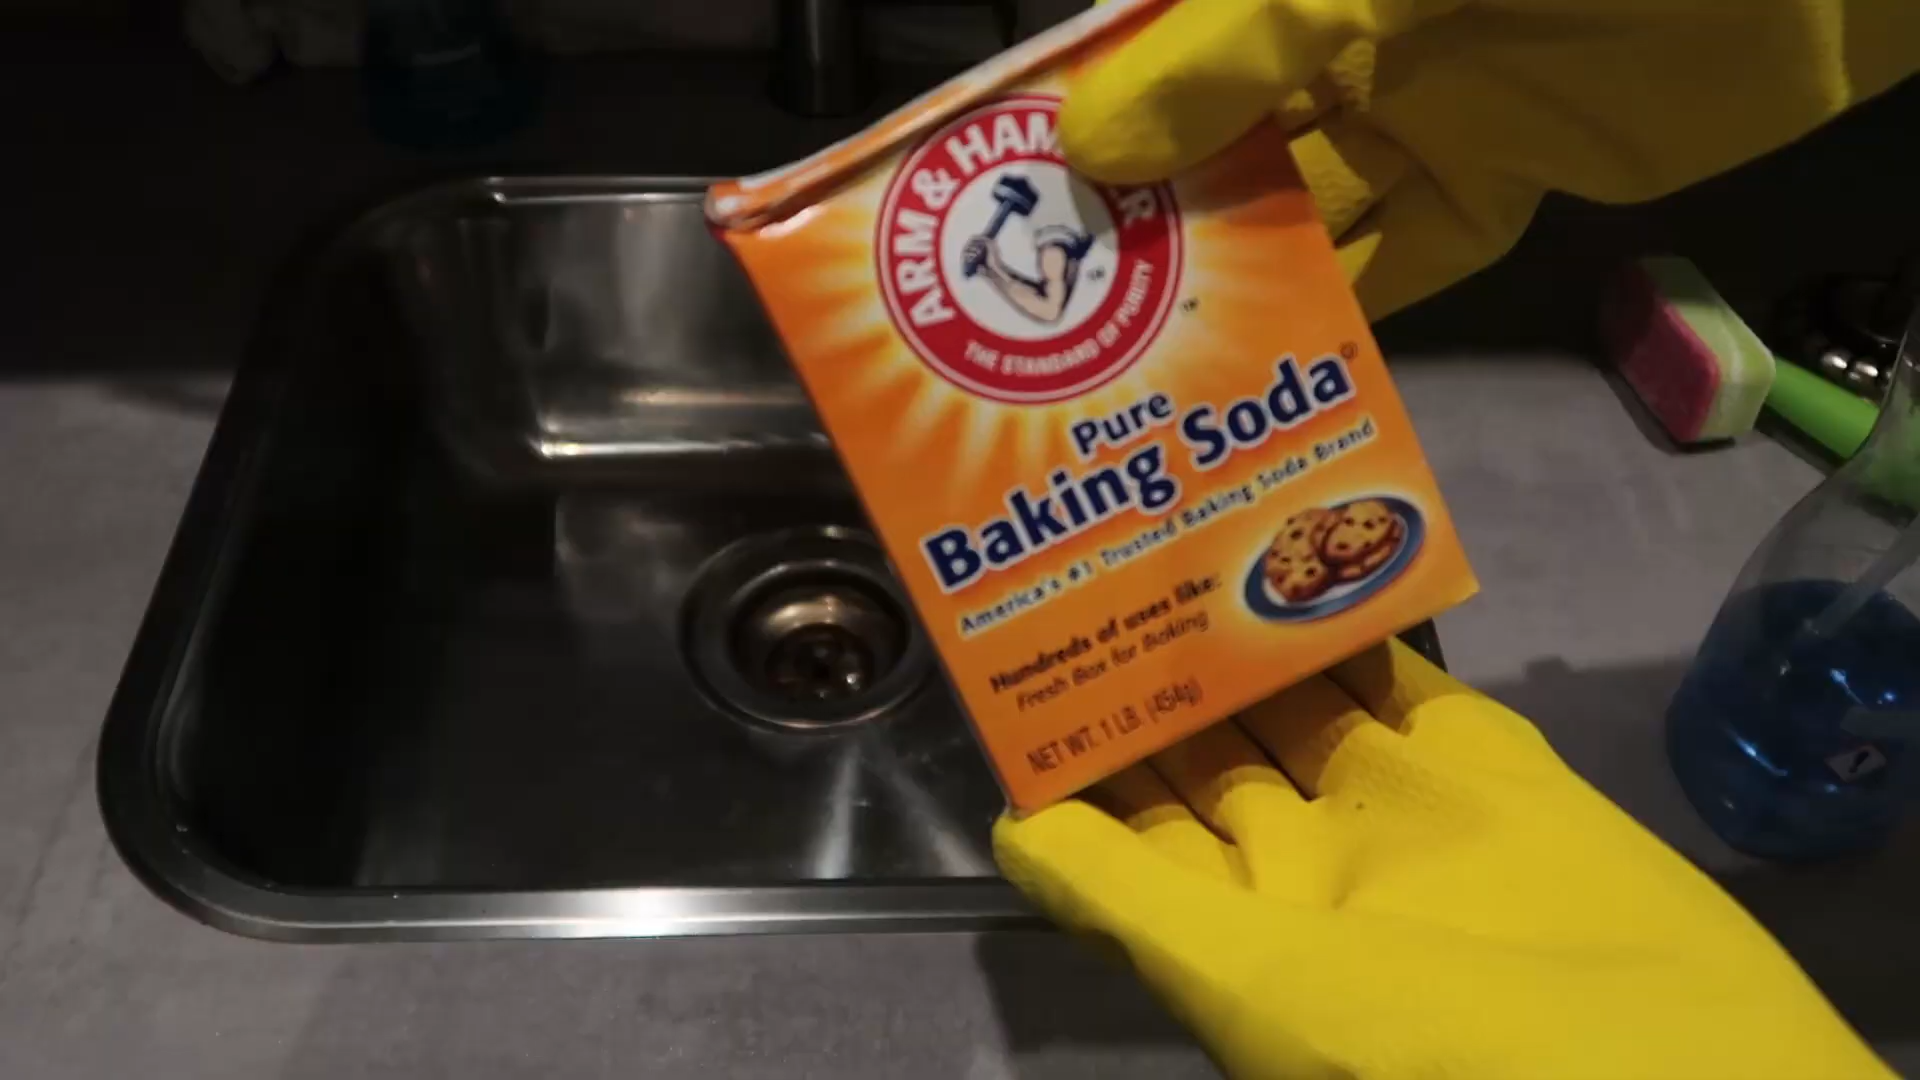 ARM & HAM ER
THE STANDARD OF PURITY
Pure
Baking Soda
America's #1 Trusted Baking Soda Brand
Hundreds of uses like:
Fresh Box for Baking
NET WT. 1 LB. (454g)